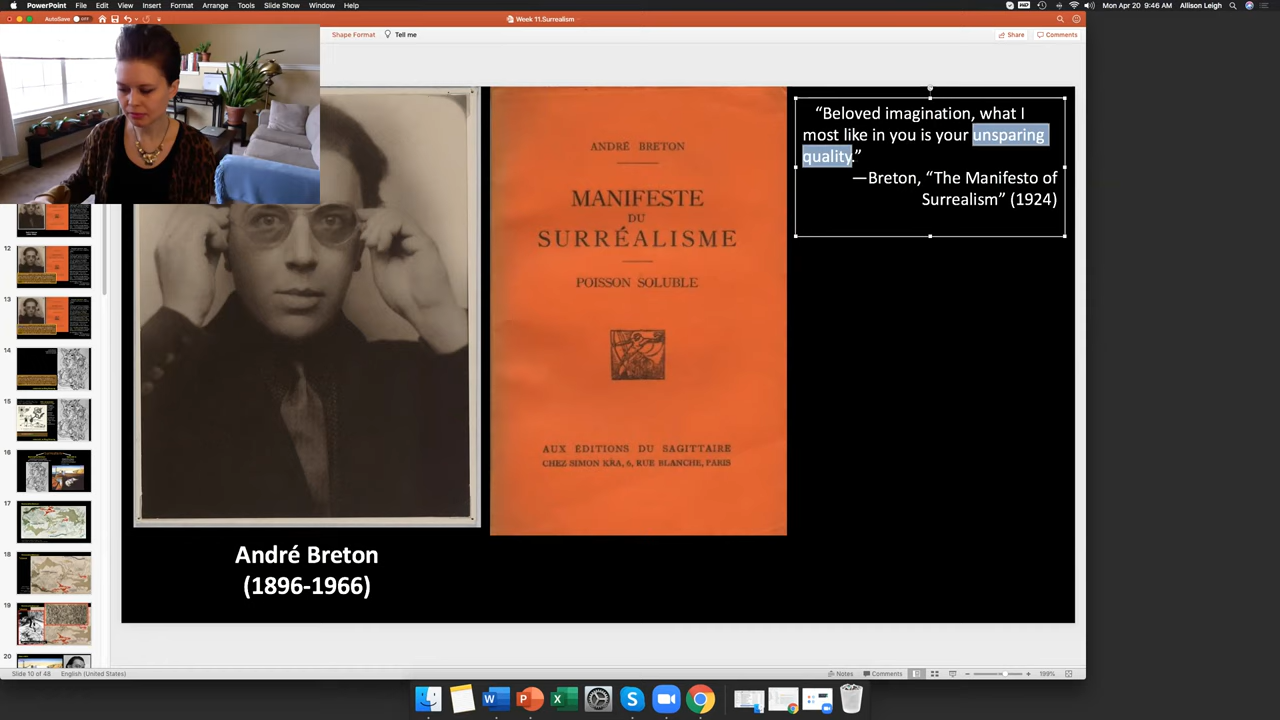 PowerPoint File Edit View Insert Format Arrange Tools Slide Show Window Help
Mon Apr 20 9:46 AM Allison Leigh
AutoSave OFF
Week 11.Surrealism
Shape Format Tell me
Share Comments
ANDRÉ BRETON
MANIFESTE
DU
SURRÉALISME
POISSON SOLUBLE
AUX ÉDITIONS DU SAGITTAIRE
CHEZ SIMON KRA, 6, RUE BLANCHE, PARIS
“Beloved imagination, what I
most like in you is your unsparing
quality.”
—Breton, “The Manifesto of
Surrealism” (1924)
André Breton
(1896-1966)
12
13
14
15
16
17
18
19
20
Slide 10 of 48 English (United States)
Notes Comments 199%